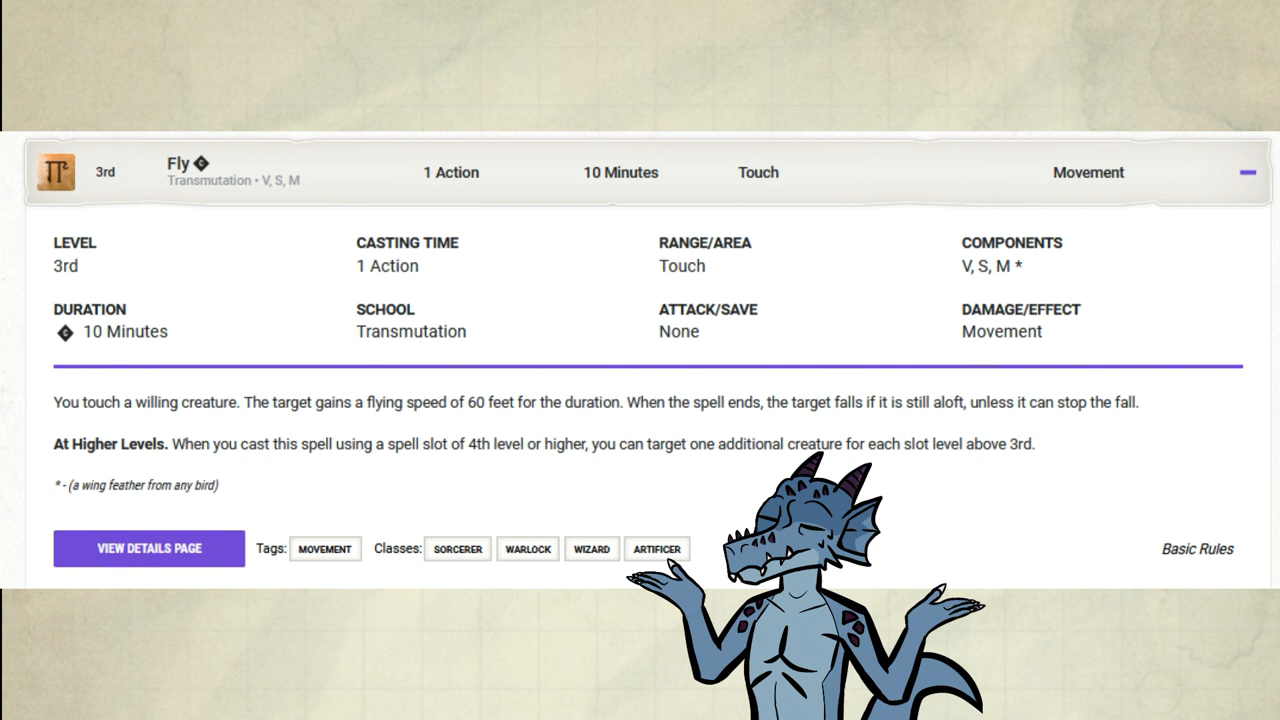 3rd Fly C 1 Action 10 Minutes Touch Movement
Transmutation • V, S, M
LEVEL CASTING TIME RANGE/AREA COMPONENTS
3rd 1 Action Touch V, S, M *
DURATION SCHOOL ATTACK/SAVE DAMAGE/EFFECT
C 10 Minutes Transmutation None Movement
You touch a willing creature. The target gains a flying speed of 60 feet for the duration. When the spell ends, the target falls if it is still aloft, unless it can stop the fall.
At Higher Levels. When you cast this spell using a spell slot of 4th level or higher, you can target one additional creature for each slot level above 3rd.
* - (a wing feather from any bird)
VIEW DETAILS PAGE Tags: MOVEMENT Classes: SORCERER WARLOCK WIZARD ARTIFICER Basic Rules